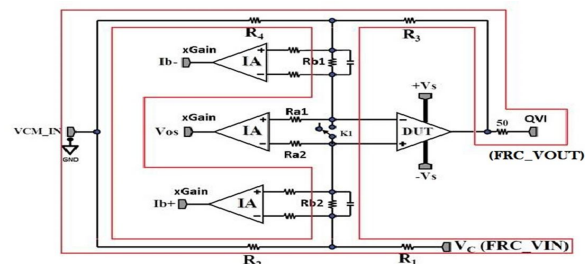 R4
R3
xGain
Ib-
IA
Rb1
+Vs
xGain
Ra1
VCM_IN
GND
Vos
IA
K1
DUT
50
QVI
(FRC_VOUT)
Ra2
-Vs
xGain
Ib+
IA
Rb2
VC (FRC_VIN)
R2
R1